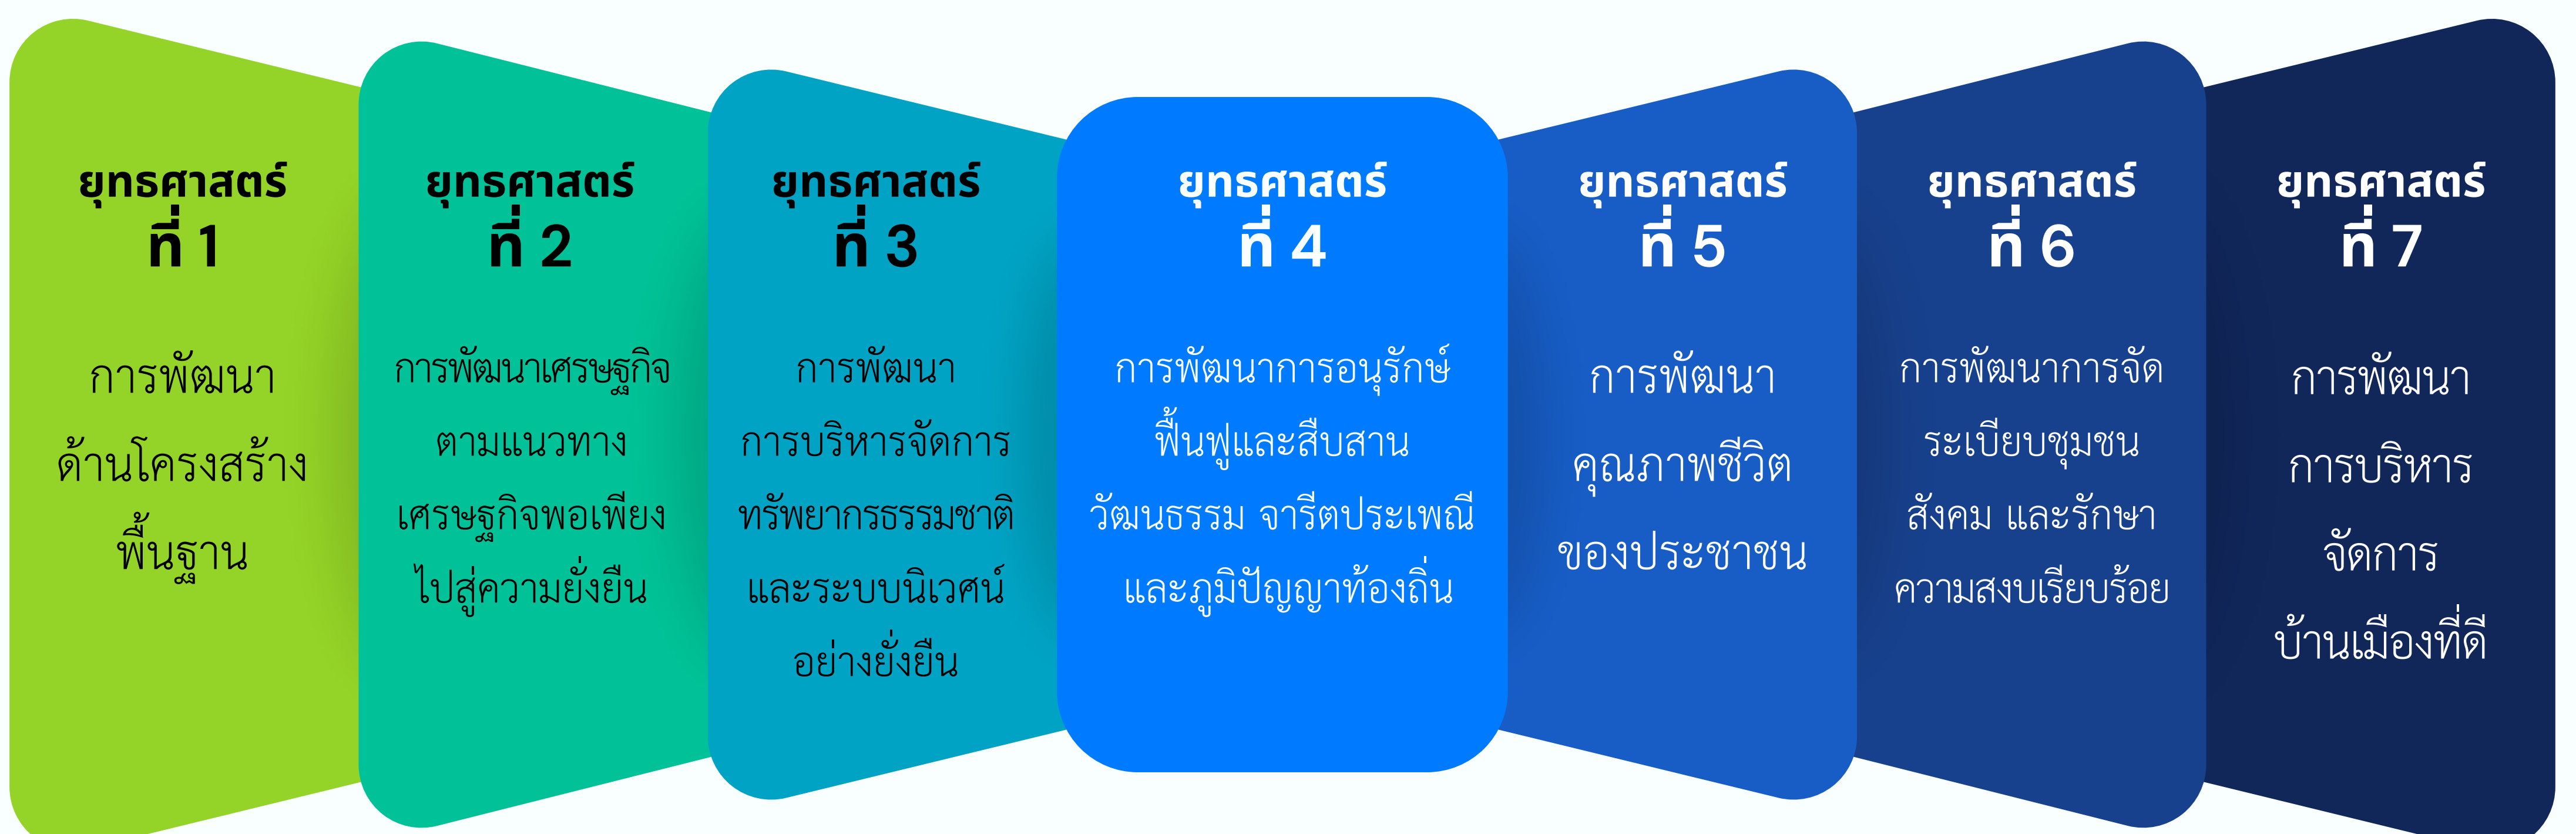 ยุทธศาสตร์
ที่ 1
การพัฒนา
ด้านโครงสร้าง
พื้นฐาน
ยุทธศาสตร์
ที่ 2
การพัฒนาเศรษฐกิจ
ตามแนวทาง
เศรษฐกิจพอเพียง
ไปสู่ความยั่งยืน
ยุทธศาสตร์
ที่ 3
การพัฒนา
การบริหารจัดการ
ทรัพยากรธรรมชาติ
และระบบนิเวศน์
อย่างยั่งยืน
ยุทธศาสตร์
ที่ 4
การพัฒนาการอนุรักษ์
ฟื้นฟูและสืบสาน
วัฒนธรรม จารีตประเพณี
และภูมิปัญญาท้องถิ่น
ยุทธศาสตร์
ที่ 5
การพัฒนา
คุณภาพชีวิต
ของประชาชน
ยุทธศาสตร์
ที่ 6
การพัฒนาการจัด
ระเบียบชุมชน
สังคม และรักษา
ความสงบเรียบร้อย
ยุทธศาสตร์
ที่ 7
การพัฒนา
การบริหาร
จัดการ
บ้านเมืองที่ดี